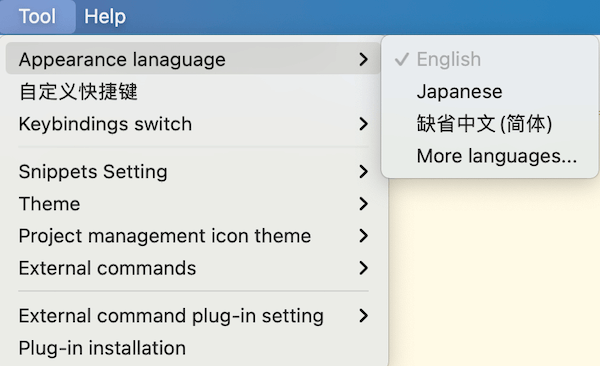 Tool Help
Appearance lanaguage
自定义快捷键
Keybindings switch
Snippets Setting
Theme
Project management icon theme
External commands
External command plug-in setting
Plug-in installation
English
Japanese
缺省中文(简体)
More languages...